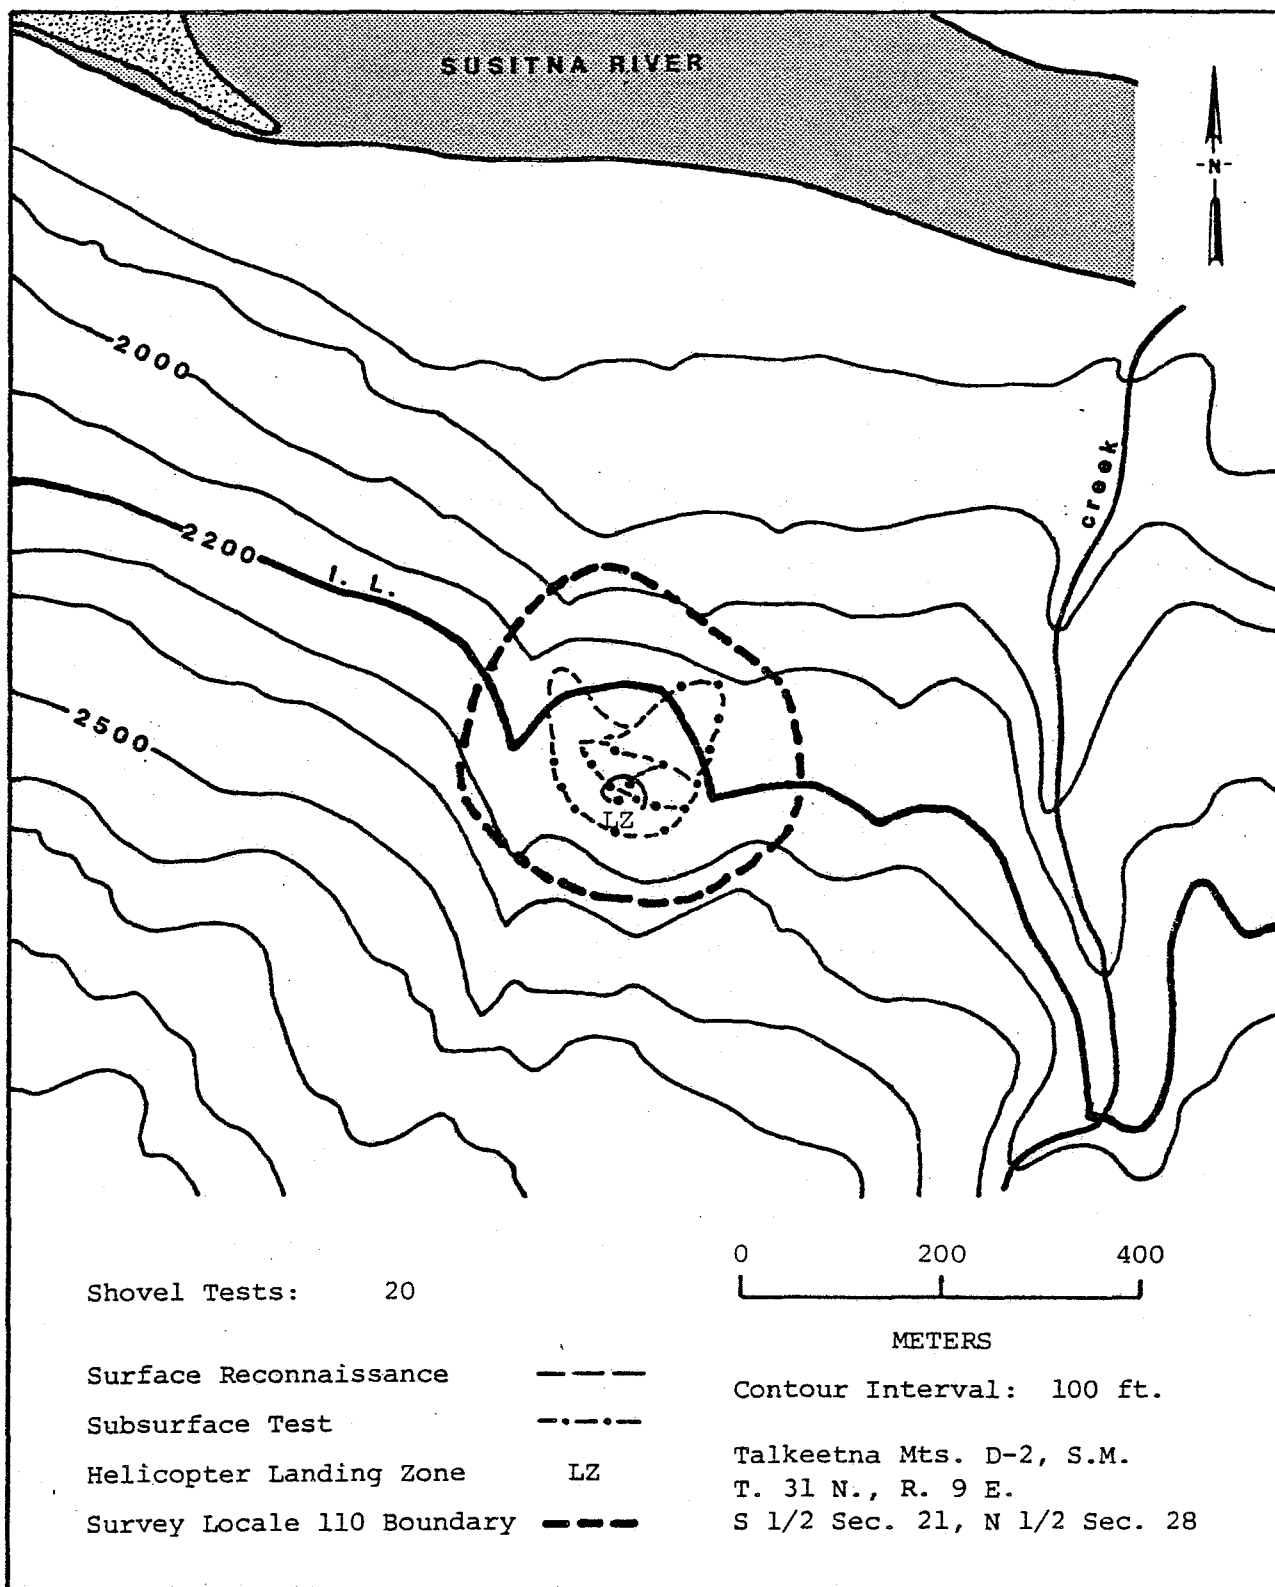 SUSITNA RIVER
-N-
2000
creek
2200
I. L.
2500
LZ
Shovel Tests: 20
0 200 400
METERS
Surface Reconnaissance
Subsurface Test
Helicopter Landing Zone LZ
Survey Locale 110 Boundary
Contour Interval: 100 ft.
Talkeetna Mts. D-2, S.M.
T. 31 N., R. 9 E.
S 1/2 Sec. 21, N 1/2 Sec. 28